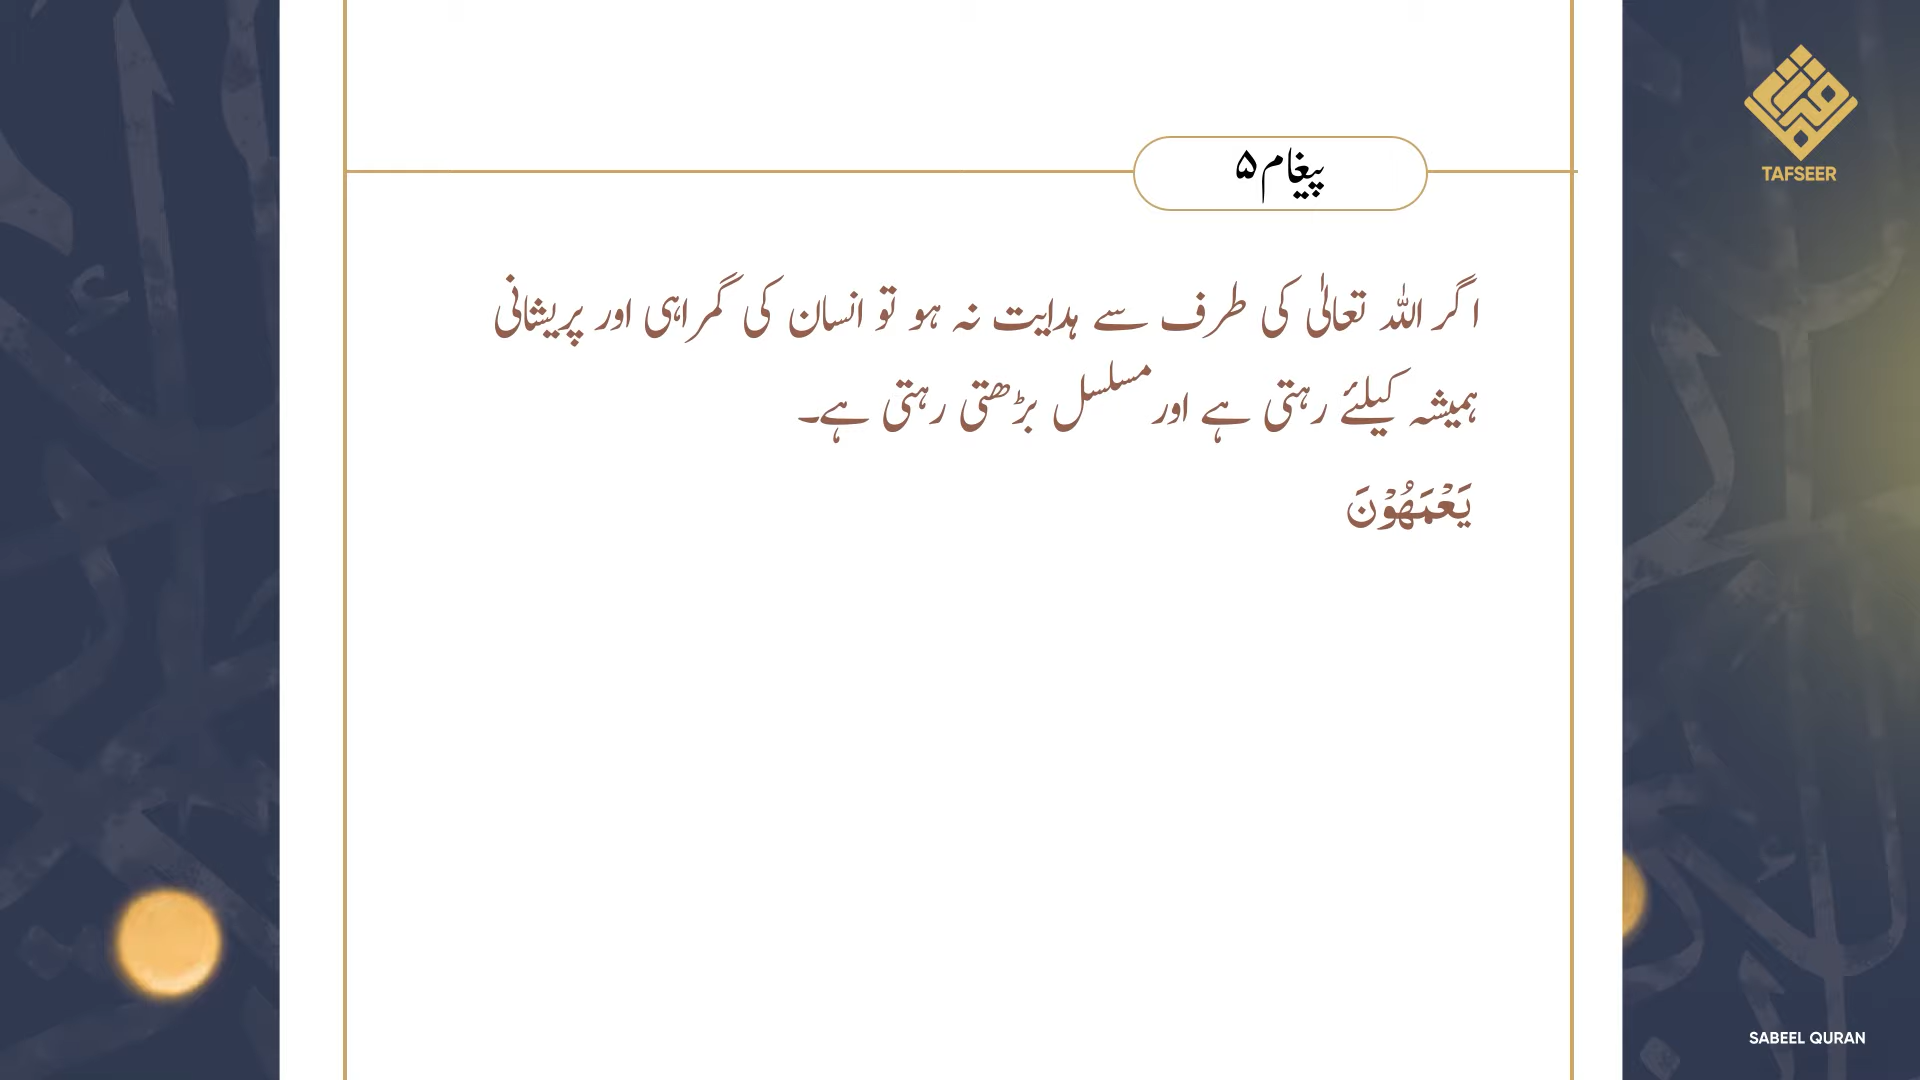 TAFSEER
پیغام ۵
اگر اللہ تعالٰی کی طرف سے ہدایت نہ ہو تو انسان کی گمراہی اور پریشانی
ہمیشہ کیلئے رہتی ہے اور مسلسل بڑھتی رہتی ہے۔
يَعْمَهُوْنَ
SABEEL QURAN